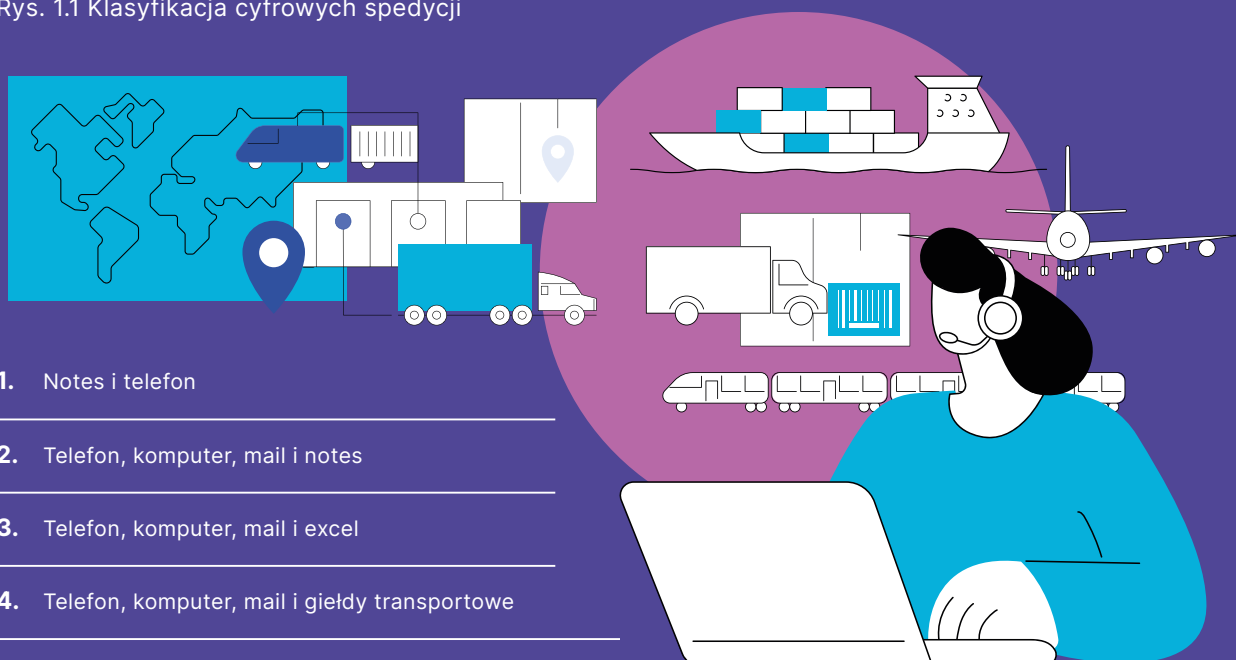 Rys. 1.1 Klasyfikacja cyfrowych spedycji
1. Notes i telefon
2. Telefon, komputer, mail i notes
3. Telefon, komputer, mail i excel
4. Telefon, komputer, mail i giełdy transportowe